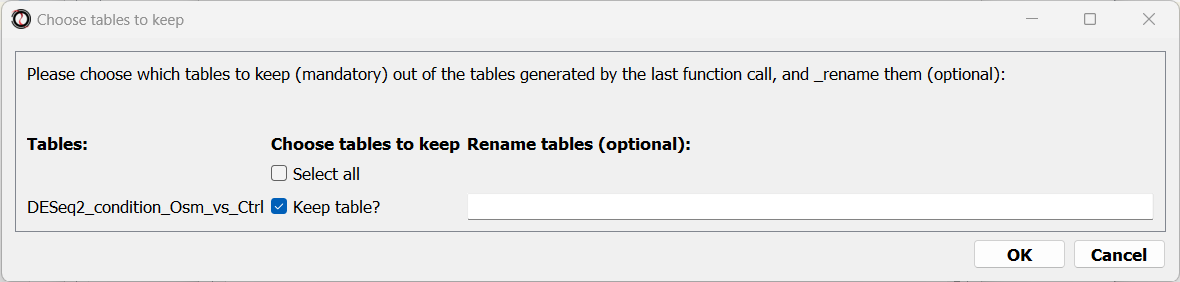 Choose tables to keep
Please choose which tables to keep (mandatory) out of the tables generated by the last function call, and _rename them (optional):
Tables: Choose tables to keep Rename tables (optional):
Select all
DESeq2_condition_Osm_vs_Ctrl Keep table?
OK Cancel